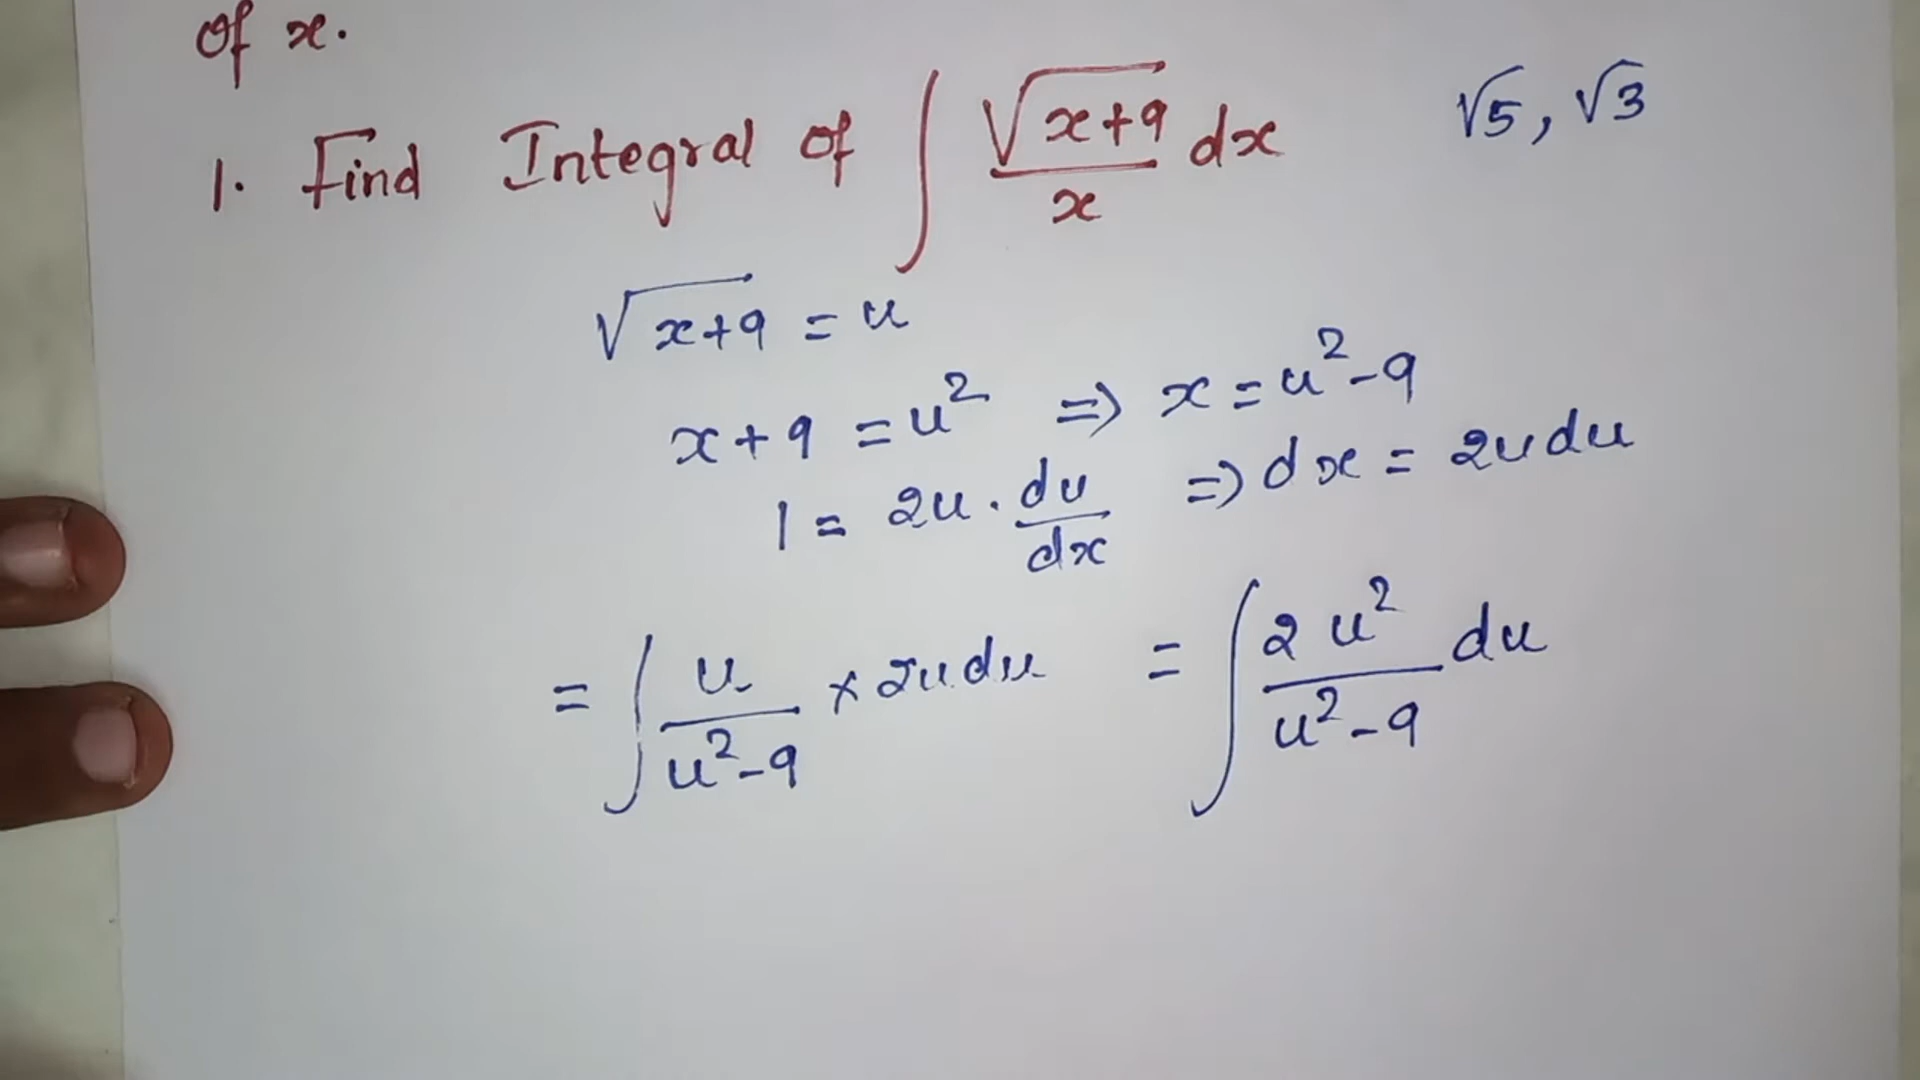 of x.
1. Find Integral of ∫ √(x+9)/x dx
√5, √3
√(x+9) = u
x+9 = u² ⇒ x = u²-9
1 = 2u · du/dx ⇒ dx = 2u du
= ∫ u/(u²-9) × 2u du = ∫ 2u²/(u²-9) du